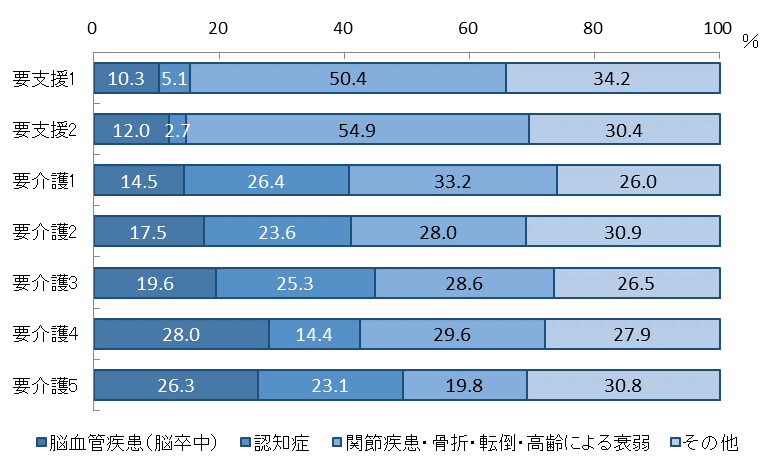 0 20 40 60 80 100
%
要支援1 10.3 5.1 50.4 34.2
要支援2 12.0 2.7 54.9 30.4
要介護1 14.5 26.4 33.2 26.0
要介護2 17.5 23.6 28.0 30.9
要介護3 19.6 25.3 28.6 26.5
要介護4 28.0 14.4 29.6 27.9
要介護5 26.3 23.1 19.8 30.8
脳血管疾患(脳卒中) 認知症 関節疾患・骨折・転倒・高齢による衰弱 その他